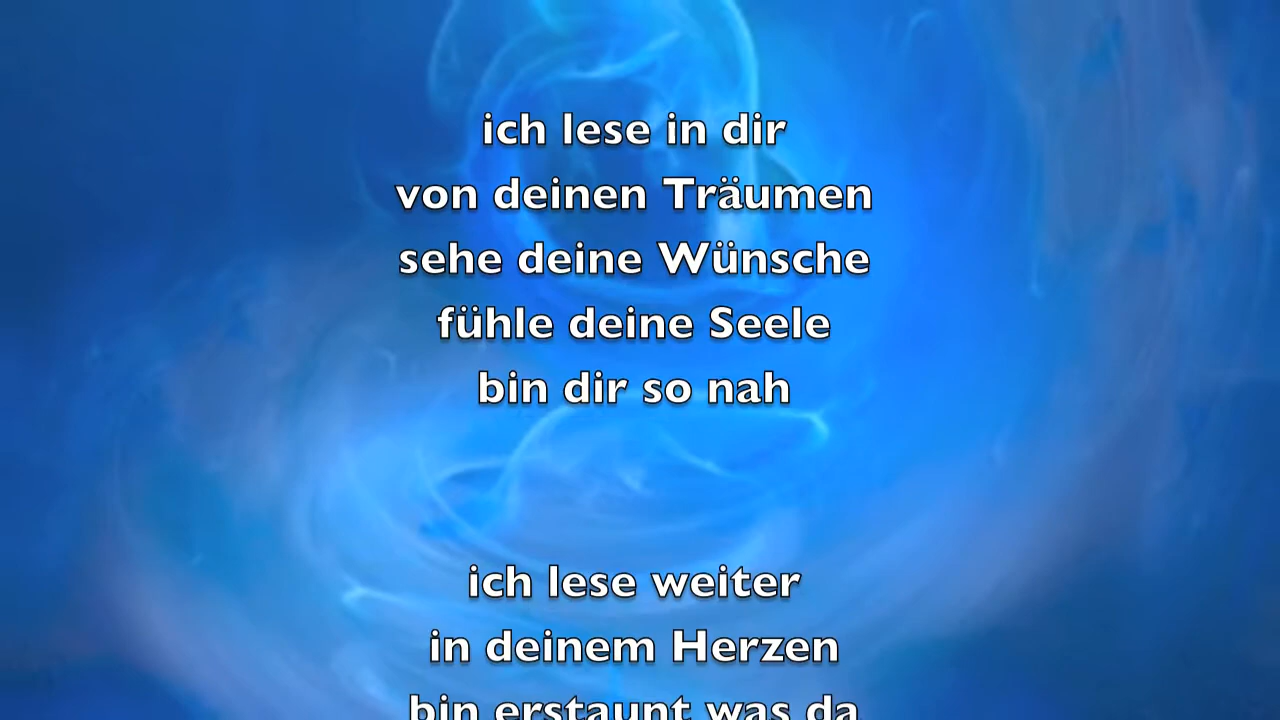 ich lese in dir
von deinen Träumen
sehe deine Wünsche
fühle deine Seele
bin dir so nah
ich lese weiter
in deinem Herzen
bin erstaunt was da